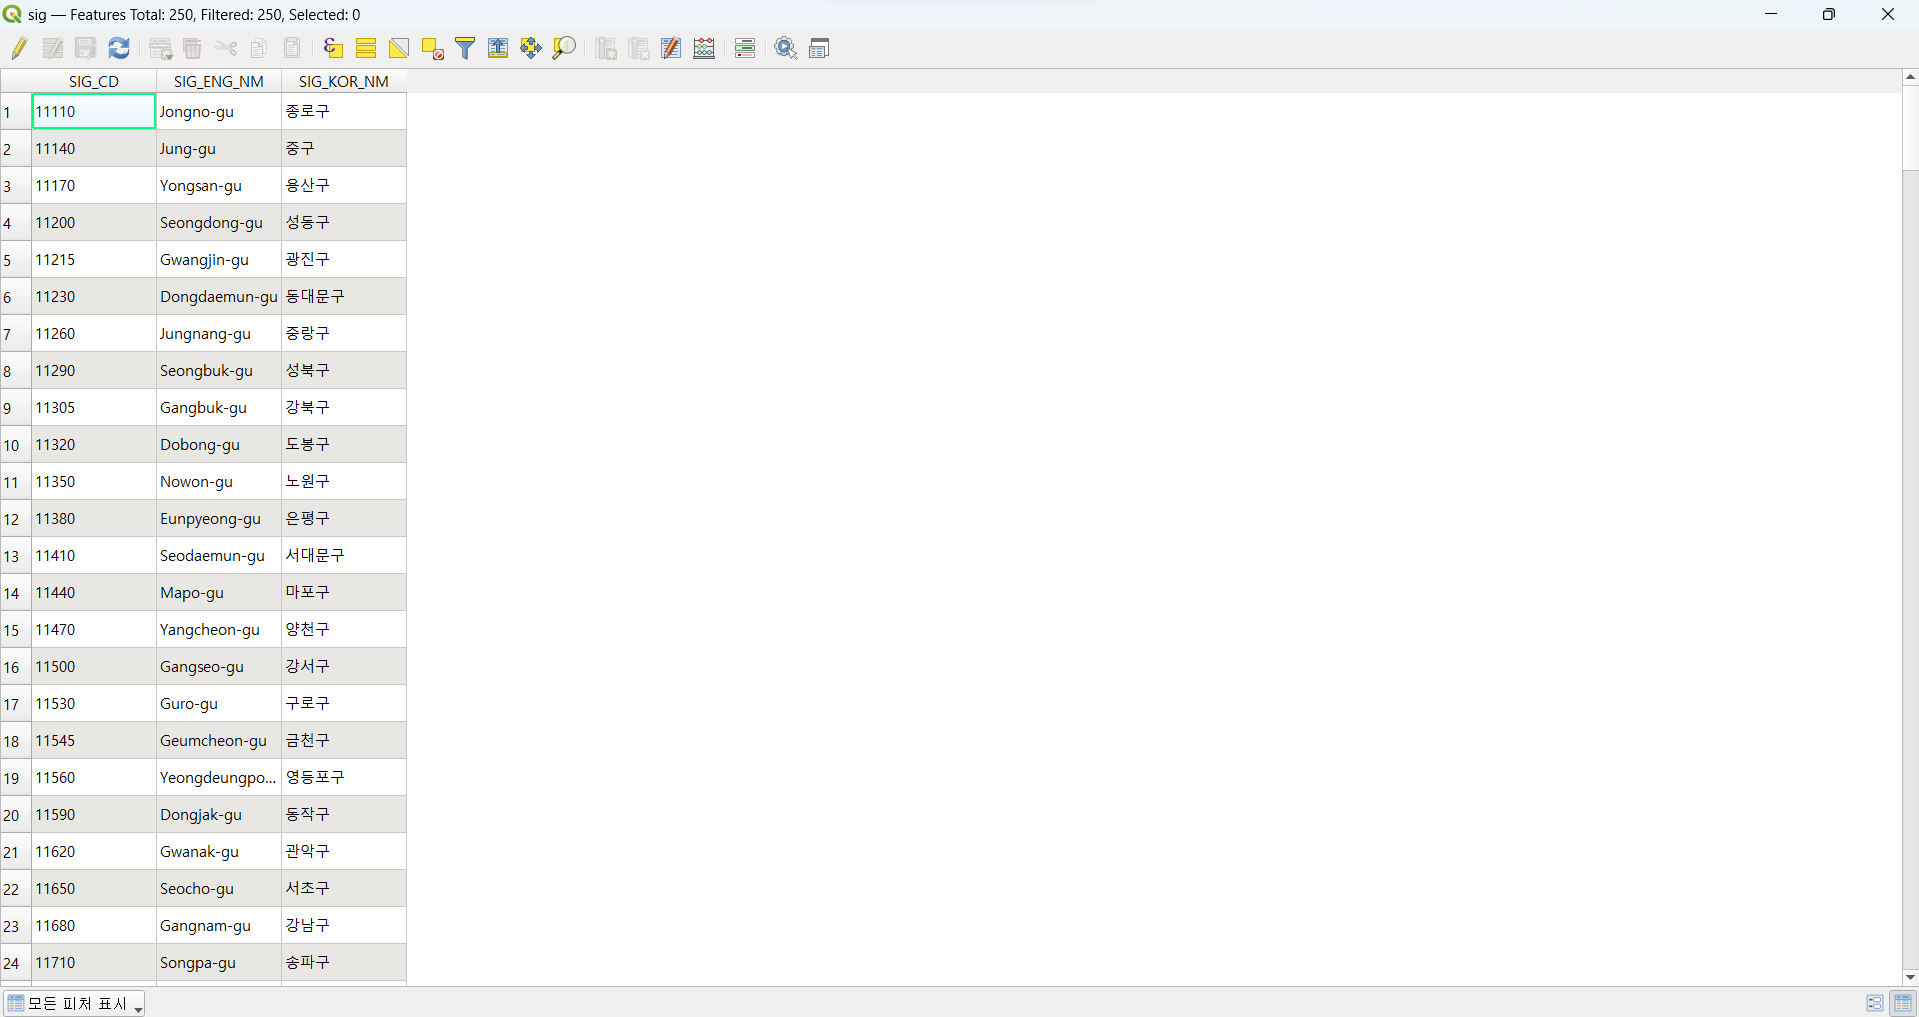 sig — Features Total: 250, Filtered: 250, Selected: 0
SIG_CD SIG_ENG_NM SIG_KOR_NM
1 11110 Jongno-gu 종로구
2 11140 Jung-gu 중구
3 11170 Yongsan-gu 용산구
4 11200 Seongdong-gu 성동구
5 11215 Gwangjin-gu 광진구
6 11230 Dongdaemun-gu 동대문구
7 11260 Jungnang-gu 중랑구
8 11290 Seongbuk-gu 성북구
9 11305 Gangbuk-gu 강북구
10 11320 Dobong-gu 도봉구
11 11350 Nowon-gu 노원구
12 11380 Eunpyeong-gu 은평구
13 11410 Seodaemun-gu 서대문구
14 11440 Mapo-gu 마포구
15 11470 Yangcheon-gu 양천구
16 11500 Gangseo-gu 강서구
17 11530 Guro-gu 구로구
18 11545 Geumcheon-gu 금천구
19 11560 Yeongdeungpo... 영등포구
20 11590 Dongjak-gu 동작구
21 11620 Gwanak-gu 관악구
22 11650 Seocho-gu 서초구
23 11680 Gangnam-gu 강남구
24 11710 Songpa-gu 송파구
모든 피처 표시